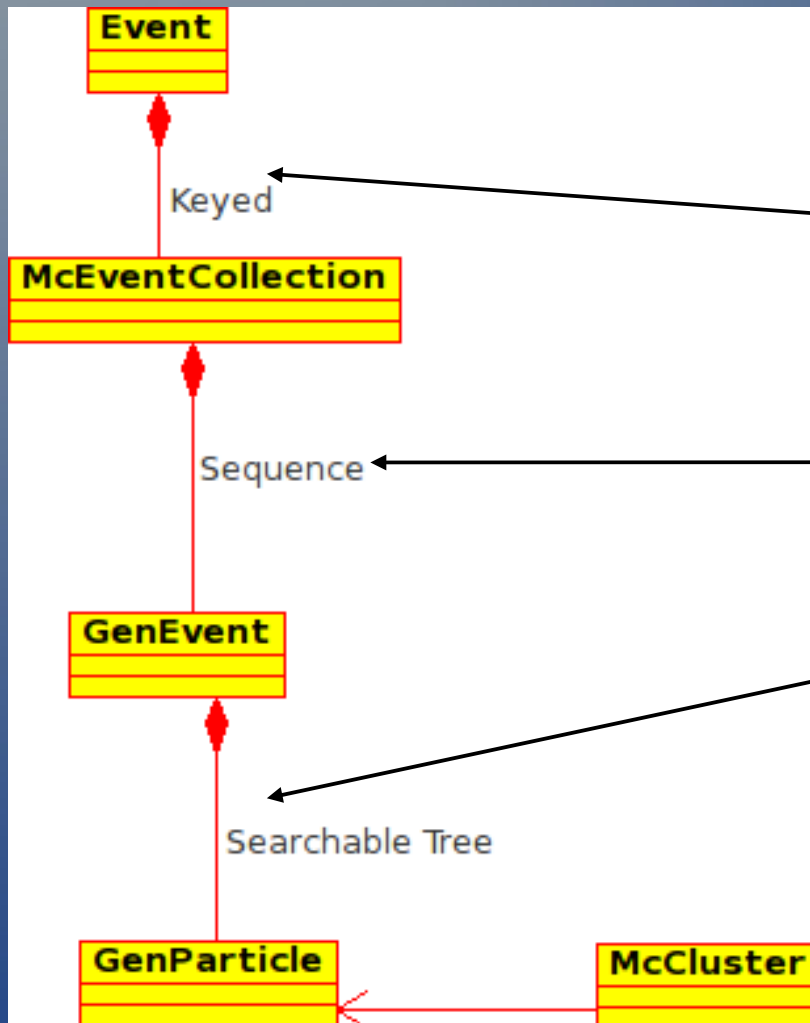 Event
Keyed
McEventCollection
Sequence
GenEvent
Searchable Tree
GenParticle
McCluster